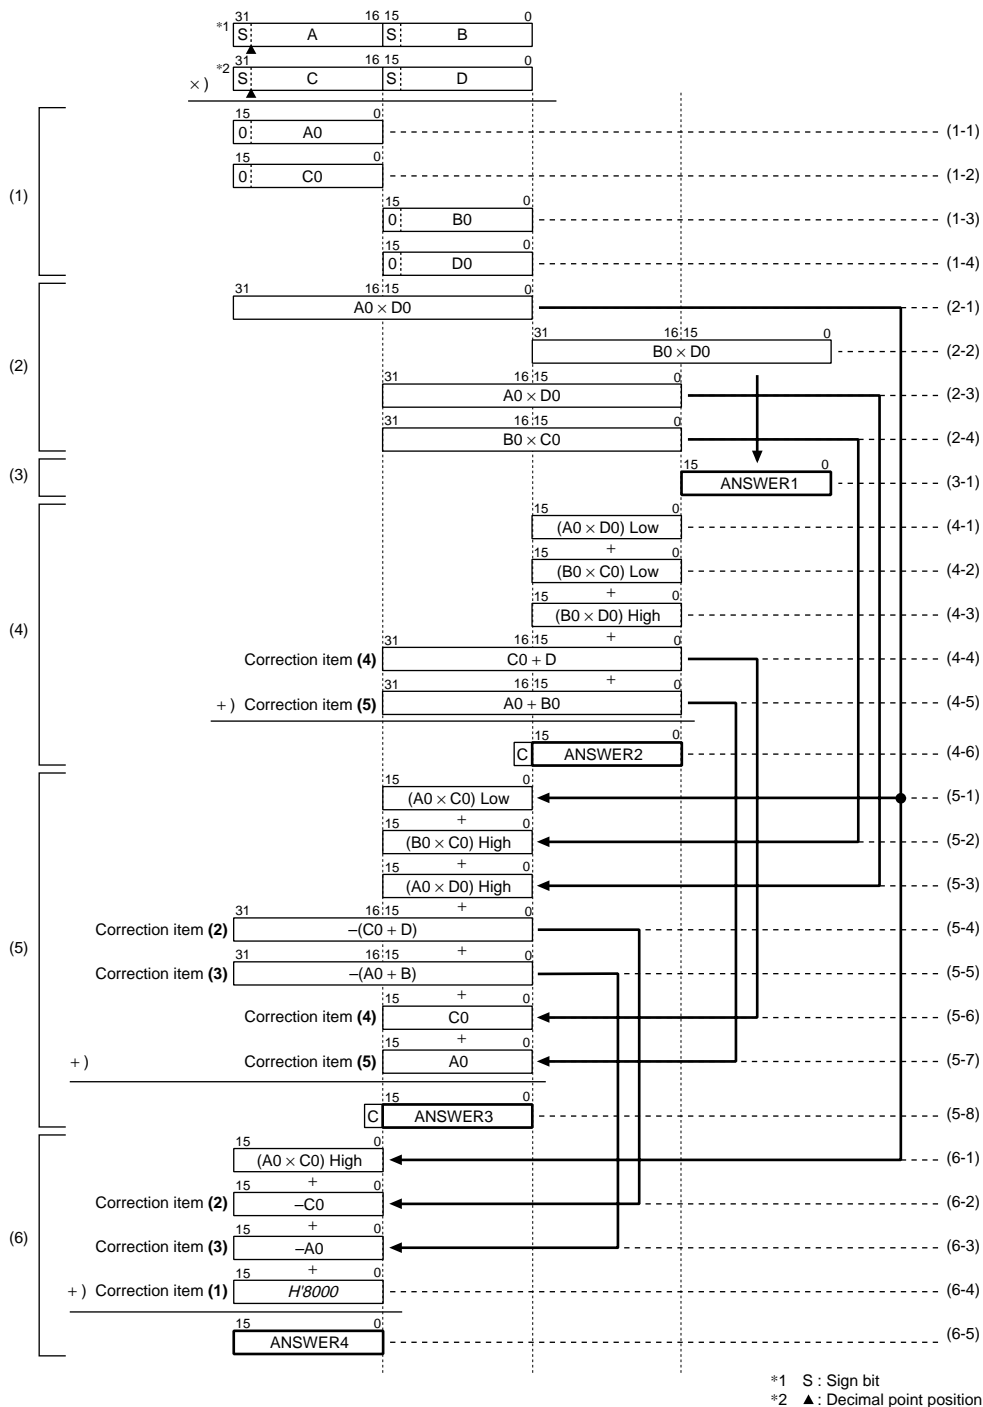 31 16 15 0
*1 S A S B
31 16 15 0
×) *2 S C S D
15 0
0 A0 (1-1)
15 0
0 C0 (1-2)
(1)
15 0
0 B0 (1-3)
15 0
0 D0 (1-4)
31 16 15 0
A0 × D0 (2-1)
31 16 15 0
B0 × D0 (2-2)
(2)
31 16 15 0
A0 × D0 (2-3)
31 16 15 0
B0 × C0 (2-4)
15 0
(3) ANSWER1 (3-1)
15 0
(A0 × D0) Low (4-1)
+
15 0
(B0 × C0) Low (4-2)
+
15 0
(B0 × D0) High (4-3)
(4)
+
31 16 15 0
Correction item (4) C0 + D (4-4)
+
31 16 15 0
+) Correction item (5) A0 + B0 (4-5)
15 0
C ANSWER2 (4-6)
15 0
(A0 × C0) Low (5-1)
+
15 0
(B0 × C0) High (5-2)
+
15 0
(A0 × D0) High (5-3)
+
31 16 15 0
Correction item (2) –(C0 + D) (5-4)
(5)
+
31 16 15 0
Correction item (3) –(A0 + B) (5-5)
+
15 0
Correction item (4) C0 (5-6)
+
15 0
+) Correction item (5) A0 (5-7)
15 0
C ANSWER3 (5-8)
15 0
(A0 × C0) High (6-1)
+
15 0
Correction item (2) –C0 (6-2)
+
(6)
15 0
Correction item (3) –A0 (6-3)
+
15 0
+) Correction item (1) H'8000 (6-4)
15 0
ANSWER4 (6-5)
*1 S : Sign bit
*2 ▲ : Decimal point position